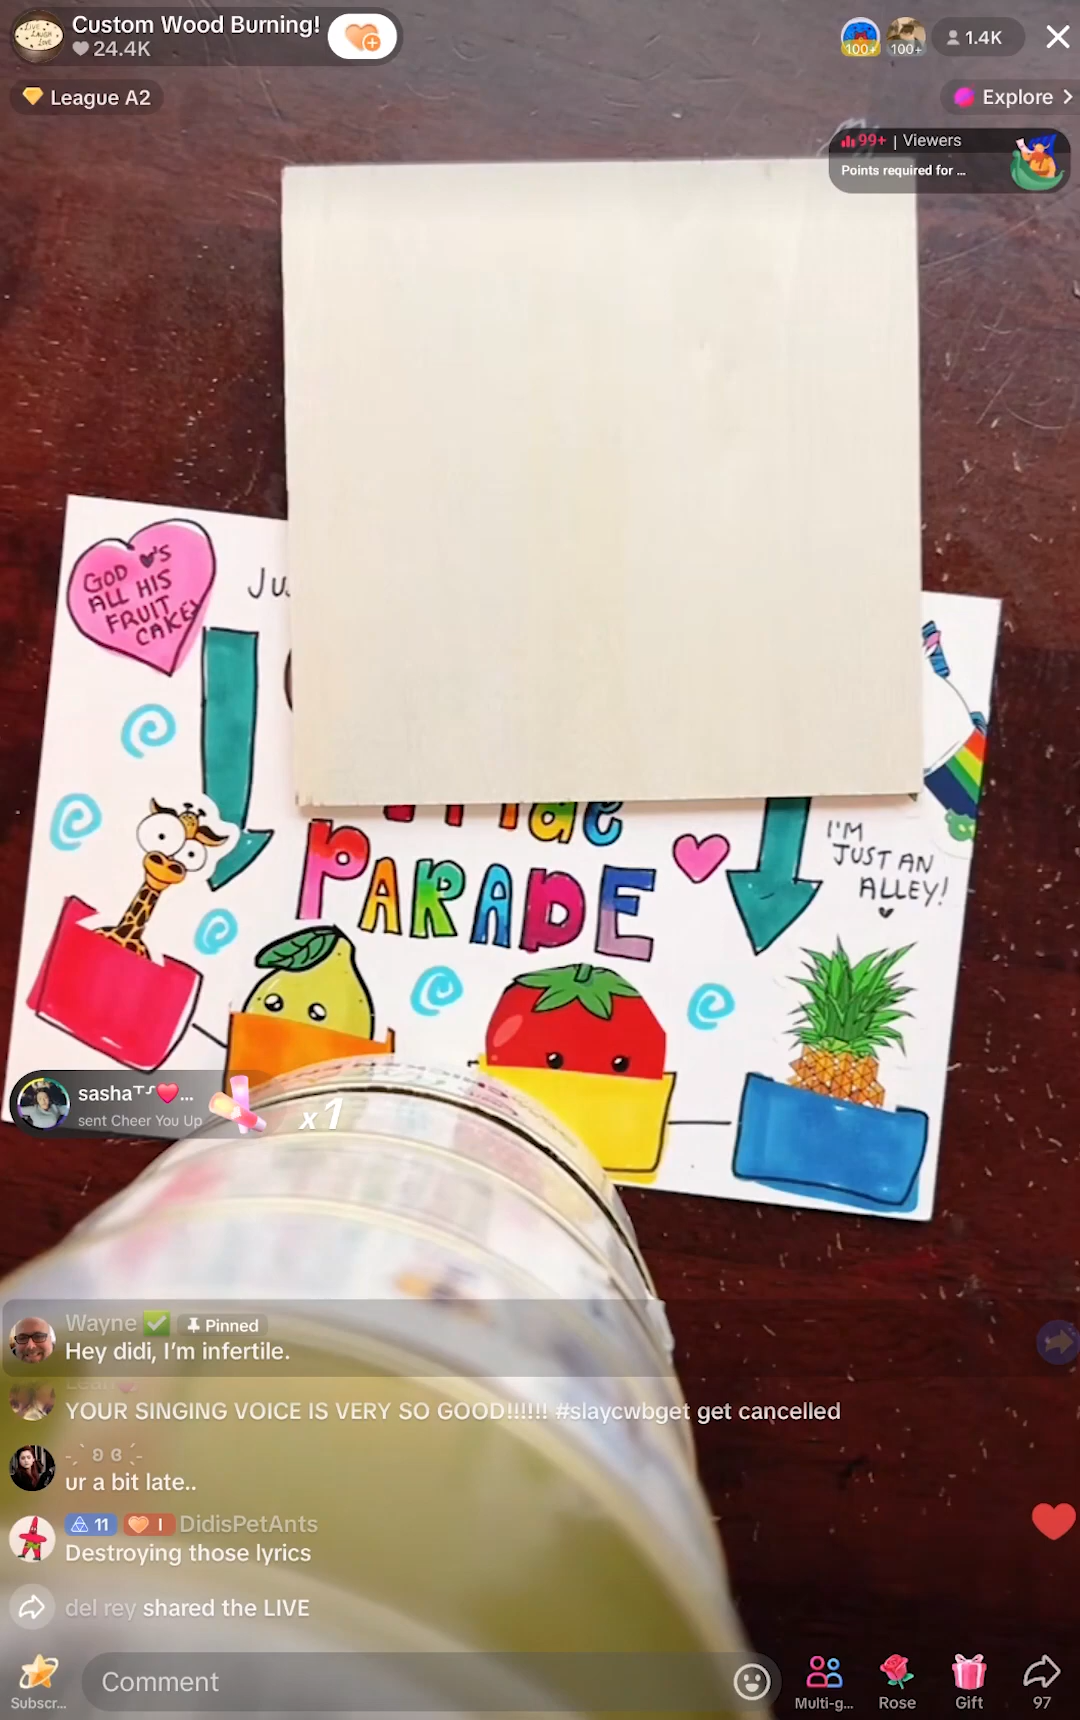 Custom Wood Burning!
24.4K
100+
100+
1.4K
League A2
Explore
99+ | Viewers
Points required for ...
GOD ♥'S
ALL HIS
FRUIT
CAKES
PARADE
I'M
JUST AN
ALLEY!
sasha
sent Cheer You Up
x1
Wayne ✅ Pinned
Hey didi, I'm infertile.
YOUR SINGING VOICE IS VERY SO GOOD!!!!!! #slaycwbget get cancelled
ur a bit late..
11 I DidisPetAnts
Destroying those lyrics
del rey shared the LIVE
Subscr...
Comment
Multi-g...
Rose
Gift
97